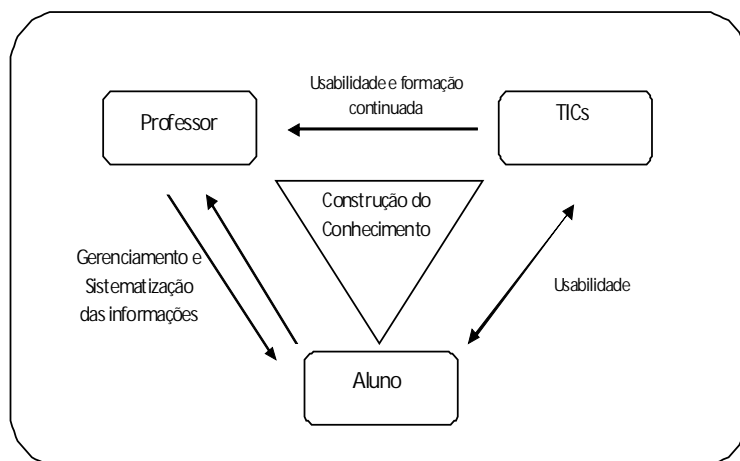 Usabilidade e formação
continuada
Professor
TICs
Construção do
Conhecimento
Gerenciamento e
Sistematização
das informações
Usabilidade
Aluno